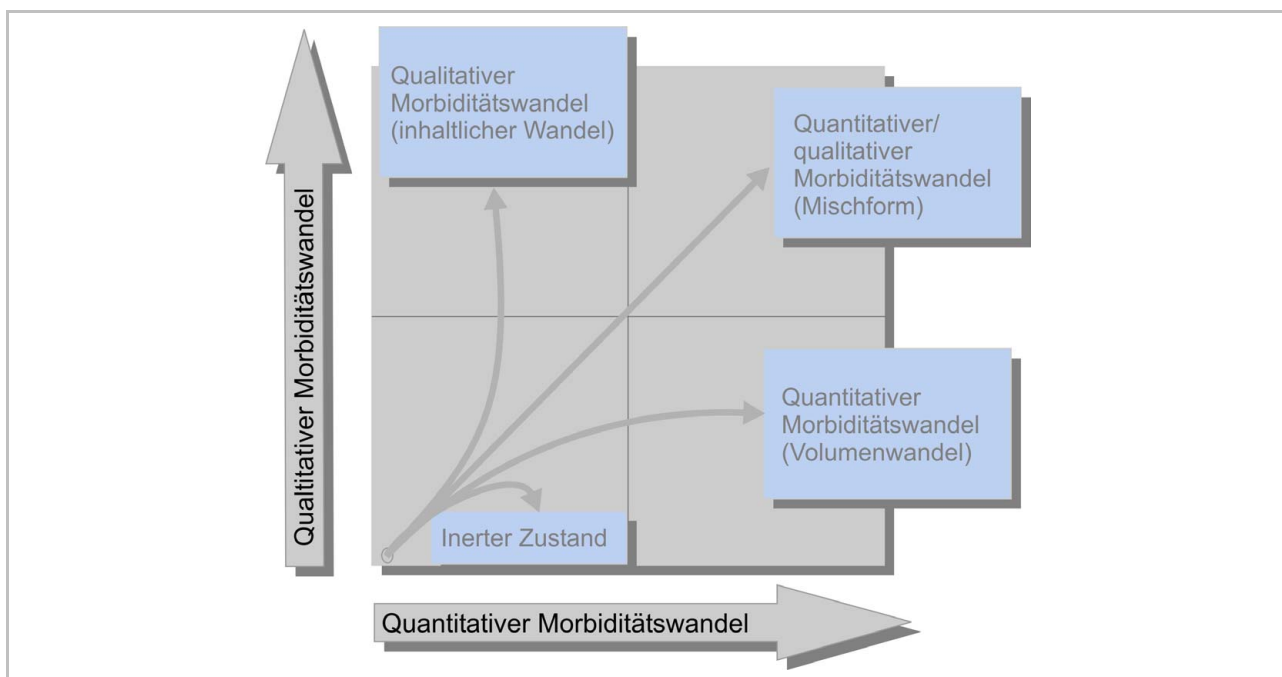 Qualitativer
Morbiditätswandel
(inhaltlicher Wandel)
Quantitativer/
qualitativer
Morbiditätswandel
(Mischform)
Qualtitativer Morbiditätswandel
Quantitativer
Morbiditätswandel
(Volumenwandel)
Inerter Zustand
Quantitativer Morbiditätswandel